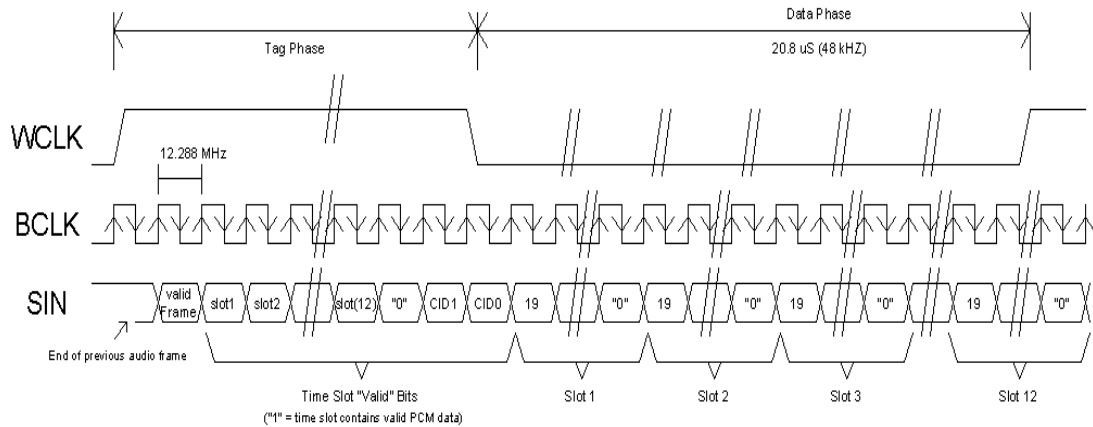 Data Phase
Tag Phase
20.8 uS (48 kHZ)
WCLK
12.288 MHz
BCLK
SIN
valid
Frame
slot1
slot2
slot(12)
"0"
CID1
CID0
19
"0"
19
"0"
19
"0"
19
"0"
End of previous audio frame
Time Slot "Valid" Bits
("1" = time slot contains valid PCM data)
Slot 1
Slot 2
Slot 3
Slot 12